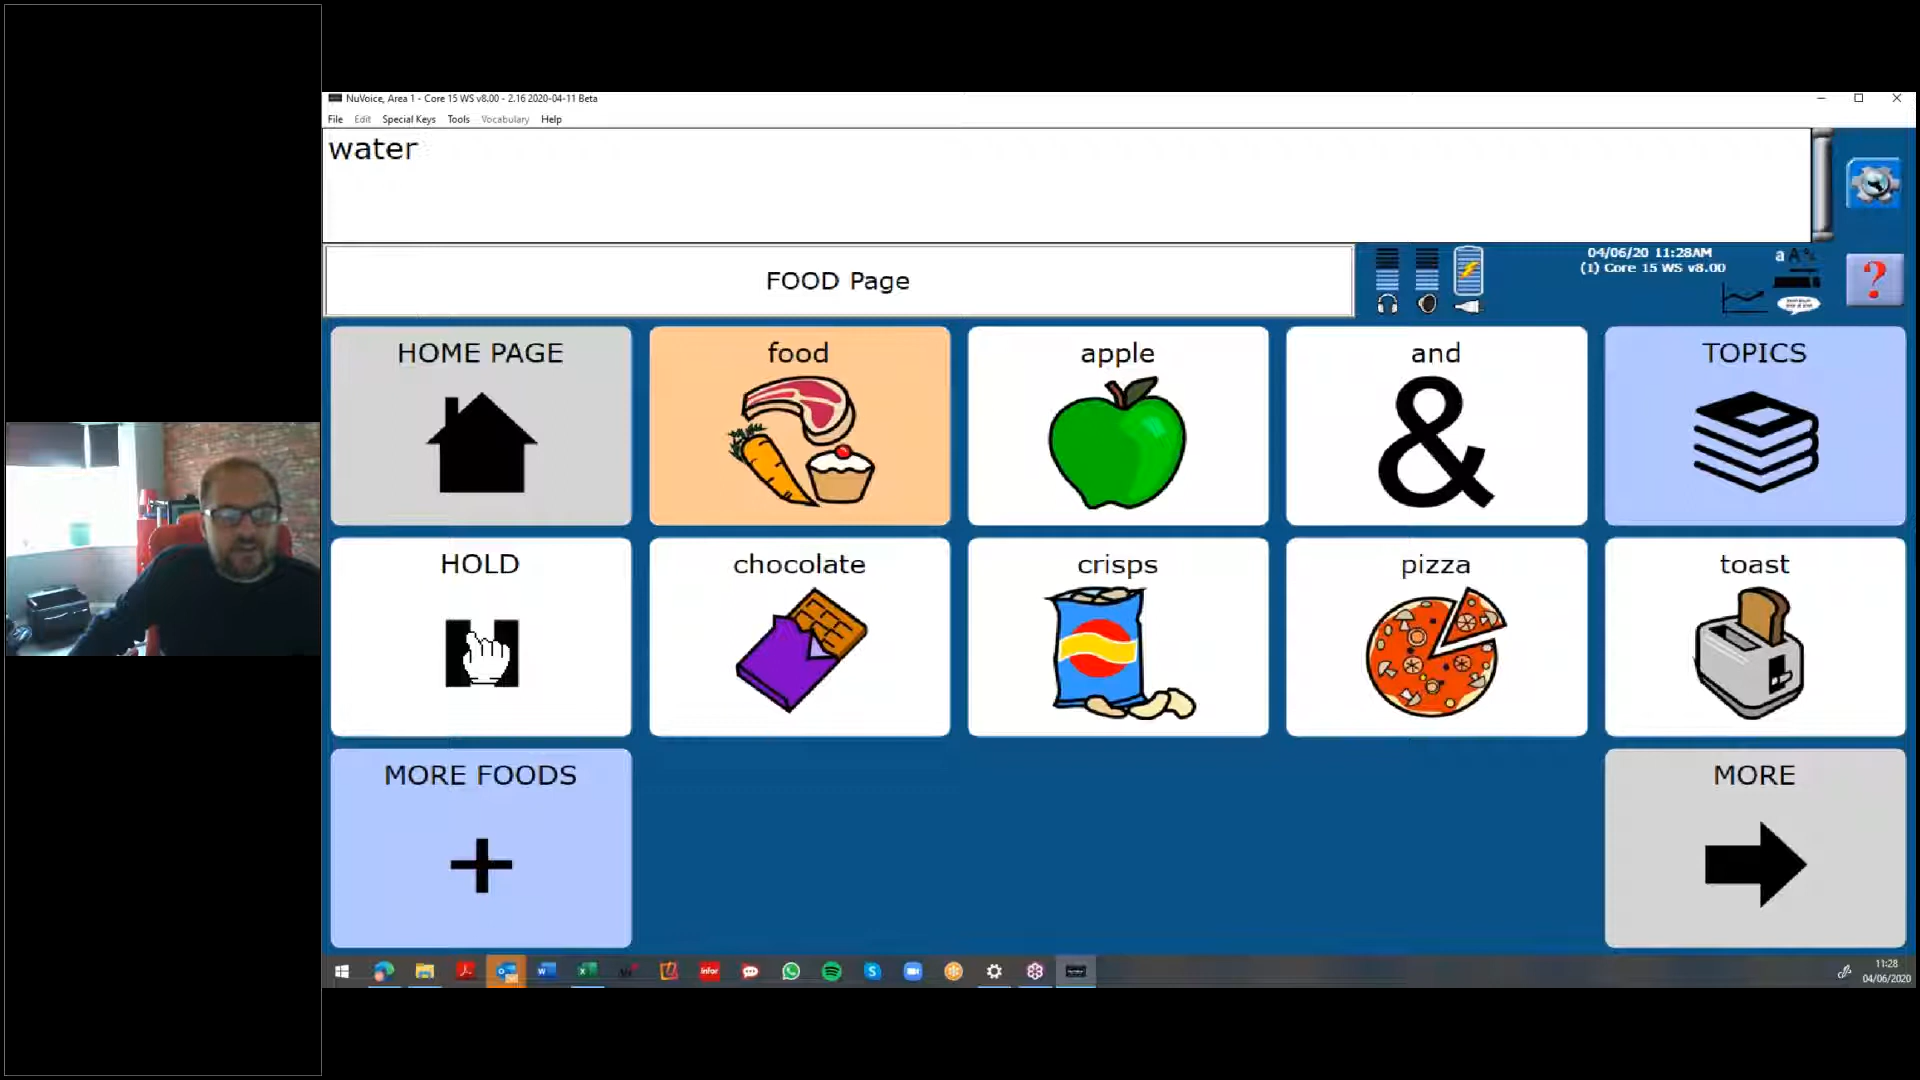 NuVoice, Area 1 - Core 15 WS v8.00 - 2.16 2020-04-11 Beta
File Edit Special Keys Tools Vocabulary Help
water
FOOD Page
04/06/20 11:28AM
(1) Core 15 WS v8.00
HOME PAGE
food
apple
and
&
TOPICS
HOLD
chocolate
crisps
pizza
toast
MORE FOODS
+
MORE
infor
11:28
04/06/2020